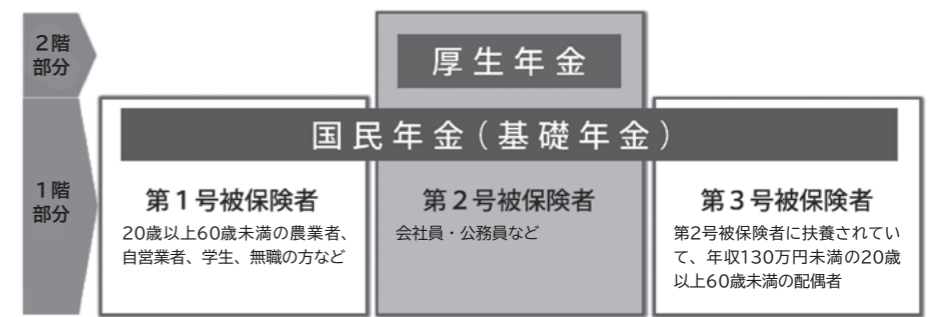 2階
部分
厚生年金
国民年金(基礎年金)
1階
部分
第1号被保険者
20歳以上60歳未満の農業者、
自営業者、学生、無職の方など
第2号被保険者
会社員・公務員など
第3号被保険者
第2号被保険者に扶養されてい
て、年収130万円未満の20歳
以上60歳未満の配偶者